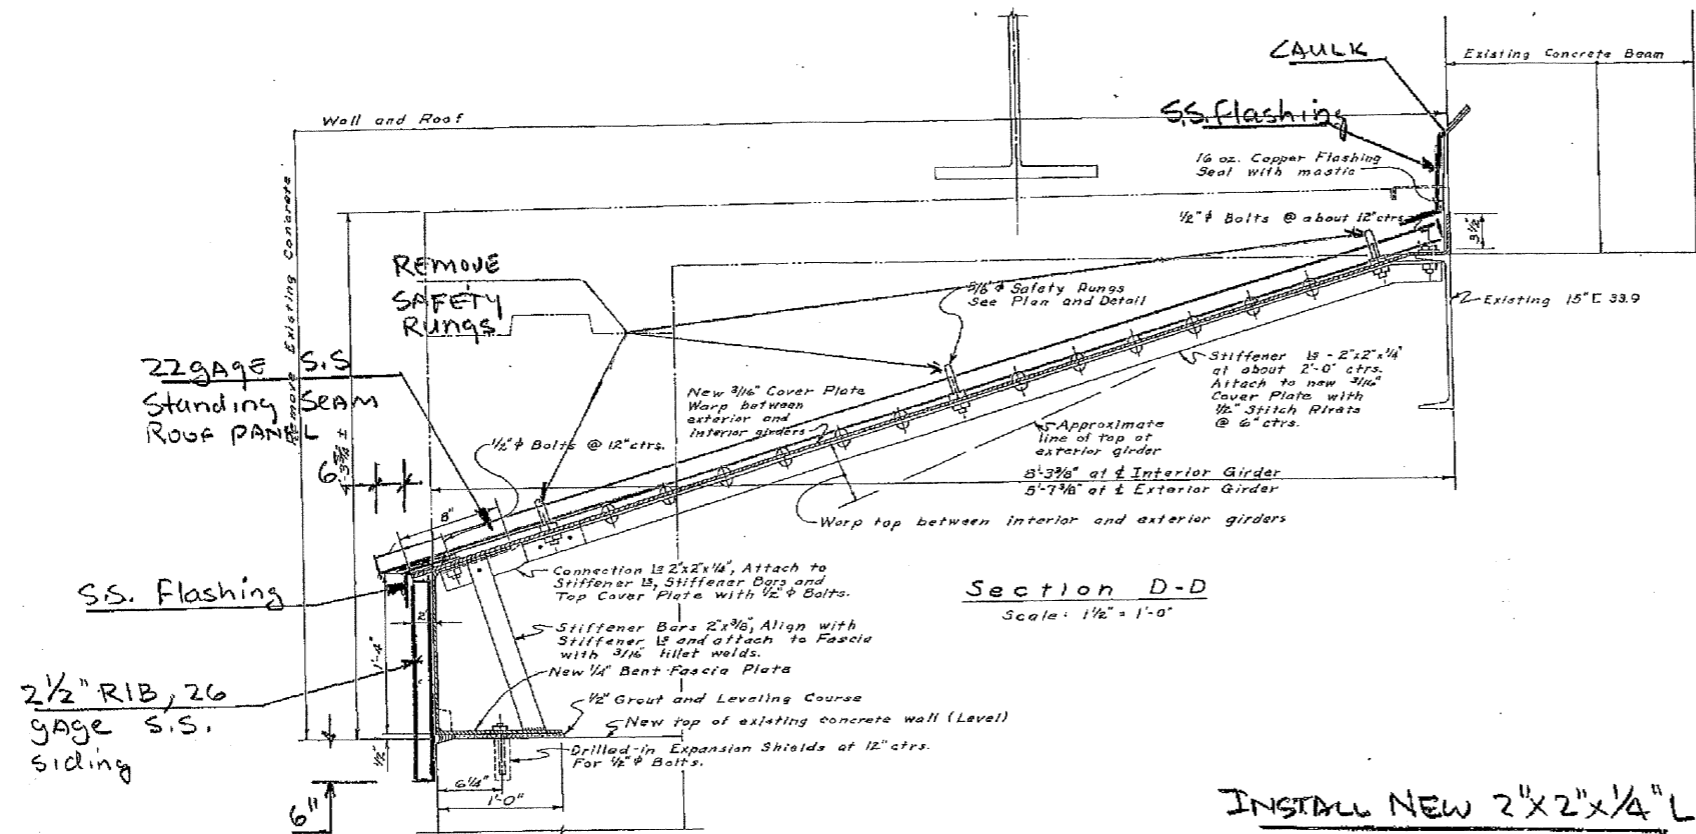 CAULK
Existing Concrete Beam
S.S. Flashing
Wall and Roof
16 oz. Copper Flashing
Seal with mastic
Remove Existing Concrete
1/2" ϕ Bolts @ about 12" ctrs.
3 1/2"
REMOVE
SAFETY
Rungs
5/8" ϕ Safety Rungs
See Plan and Detail
Existing 15" [ 33.9
22 gage S.S
Standing SEAM
ROOF PANEL
New 3/16" Cover Plate
Warp between
exterior and
interior girders
Stiffener Ls - 2"x2"x1/4"
at about 2'-0" ctrs.
Attach to new 3/16"
Cover Plate with
1/2" Stitch Rivets
@ 6" ctrs.
1/2" ϕ Bolts @ 12" ctrs.
Approximate
line of top of
exterior girder
6"
8'-3 3/8" at ℄ Interior Girder
5'-7 3/8" at ℄ Exterior Girder
8"
Warp top between interior and exterior girders
Connection Ls 2"x2"x1/4", Attach to
Stiffener Ls, Stiffener Bars and
Top Cover Plate with 1/2" ϕ Bolts.
S.S. Flashing
Section D-D
Scale: 1 1/2" = 1'-0"
2"
Stiffener Bars 2"x3/8", Align with
Stiffener Ls and attach to Fascia
with 3/16" fillet welds.
1'-4"
New 1/4" Bent Fascia Plate
2 1/2" RIB, 26
gage S.S.
siding
1/2" Grout and Leveling Course
New top of existing concrete wall (Level)
1/2"
Drilled-in Expansion Shields at 12" ctrs.
For 1/2" ϕ Bolts.
6 1/4"
1'-0"
6"
INSTALL NEW 2"X2"X1/4" L